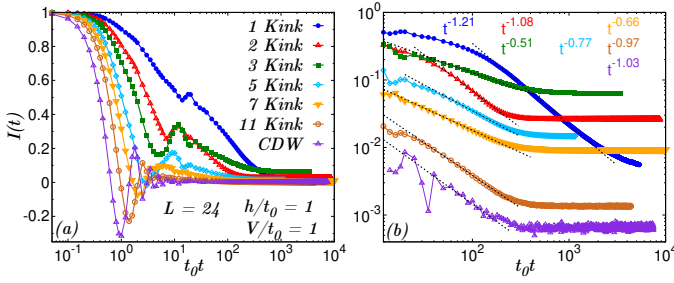 1
0.8
0.6
0.4
0.2
0
-0.2
I(t)
1 Kink
2 Kink
3 Kink
5 Kink
7 Kink
11 Kink
CDW
(a)
L = 24
h/t₀ = 1
V/t₀ = 1
10⁻¹ 10⁰ 10¹ 10² 10³ 10⁴
t₀t
10⁰
10⁻¹
10⁻²
10⁻³
t⁻¹·²¹ t⁻¹·⁰⁸ t⁻⁰·⁶⁶
t⁻⁰·⁵¹ t⁻⁰·⁷⁷ t⁻⁰·⁹⁷
t⁻¹·⁰³
(b)
10² 10³ 10⁴
t₀t